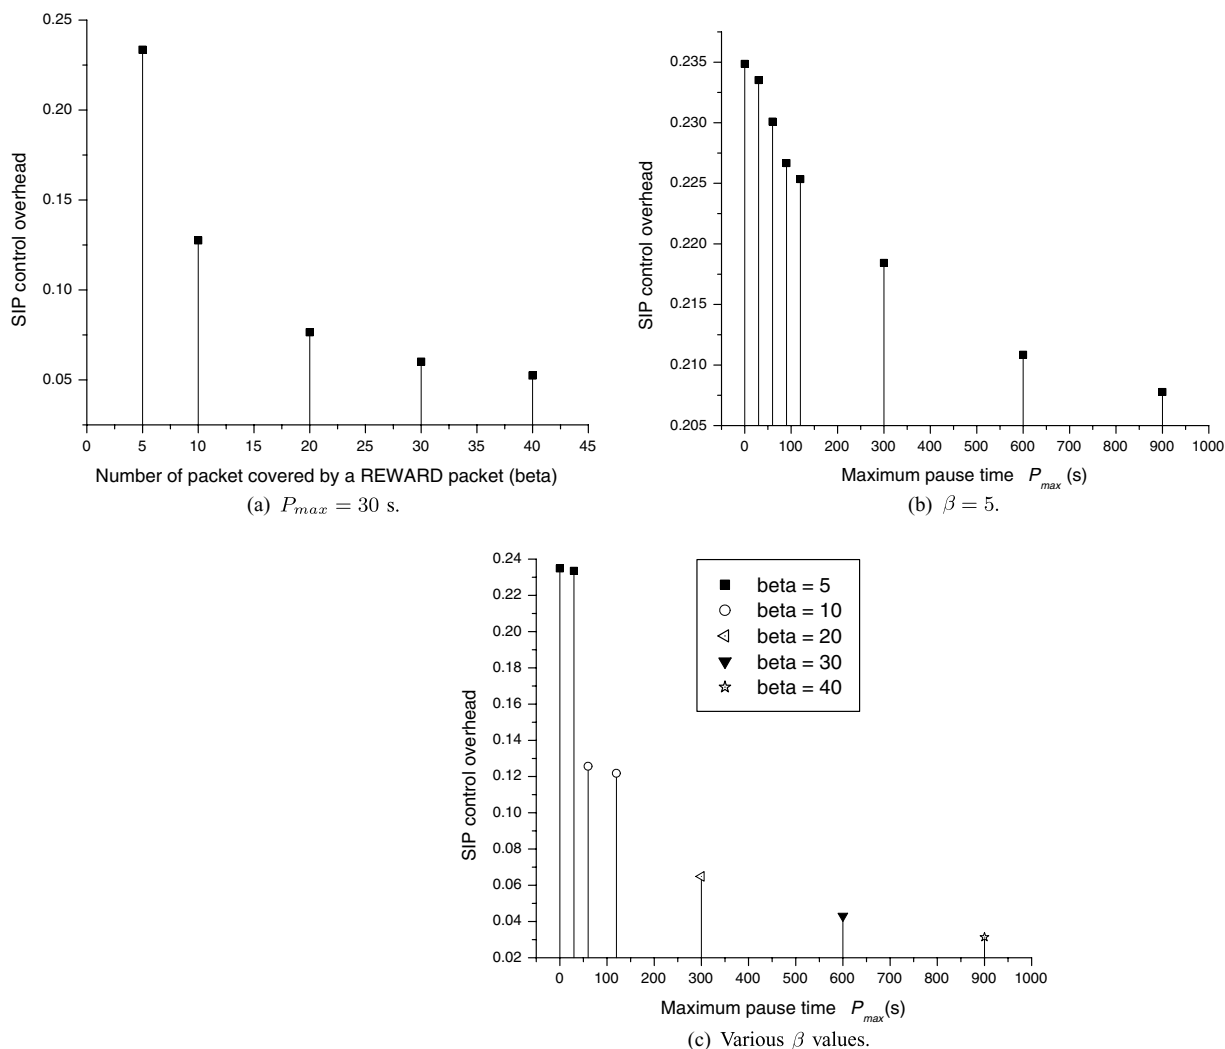 0.25
0.20
0.15
0.10
0.05
SIP control overhead
0 5 10 15 20 25 30 35 40 45
Number of packet covered by a REWARD packet (beta)
(a) P_max = 30 s.
0.235
0.230
0.225
0.220
0.215
0.210
0.205
SIP control overhead
0 100 200 300 400 500 600 700 800 900 1000
Maximum pause time P_max (s)
(b) β = 5.
0.24
0.22
0.20
0.18
0.16
0.14
0.12
0.10
0.08
0.06
0.04
0.02
SIP control overhead
beta = 5
beta = 10
beta = 20
beta = 30
beta = 40
0 100 200 300 400 500 600 700 800 900 1000
Maximum pause time P_max(s)
(c) Various β values.